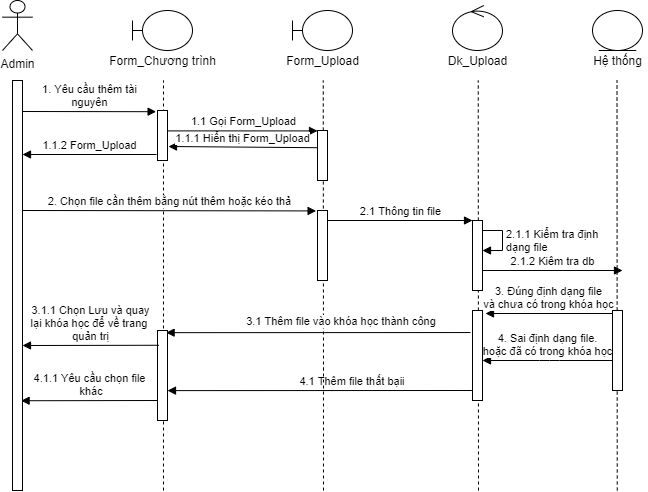 Admin
Form_Chương trình
Form_Upload
Dk_Upload
Hệ thống
1. Yêu cầu thêm tài
nguyên
1.1 Gọi Form_Upload
1.1.1 Hiển thị Form_Upload
1.1.2 Form_Upload
2. Chọn file cần thêm bằng nút thêm hoặc kéo thả
2.1 Thông tin file
2.1.1 Kiểm tra định
dạng file
2.1.2 Kiểm tra db
3. Đúng định dạng file
và chưa có trong khóa học
3.1 Thêm file vào khóa học thành công
3.1.1 Chọn Lưu và quay
lại khóa học để về trang
quản trị
4. Sai định dạng file.
hoặc đã có trong khóa học
4.1 Thêm file thất bạii
4.1.1 Yêu cầu chọn file
khác